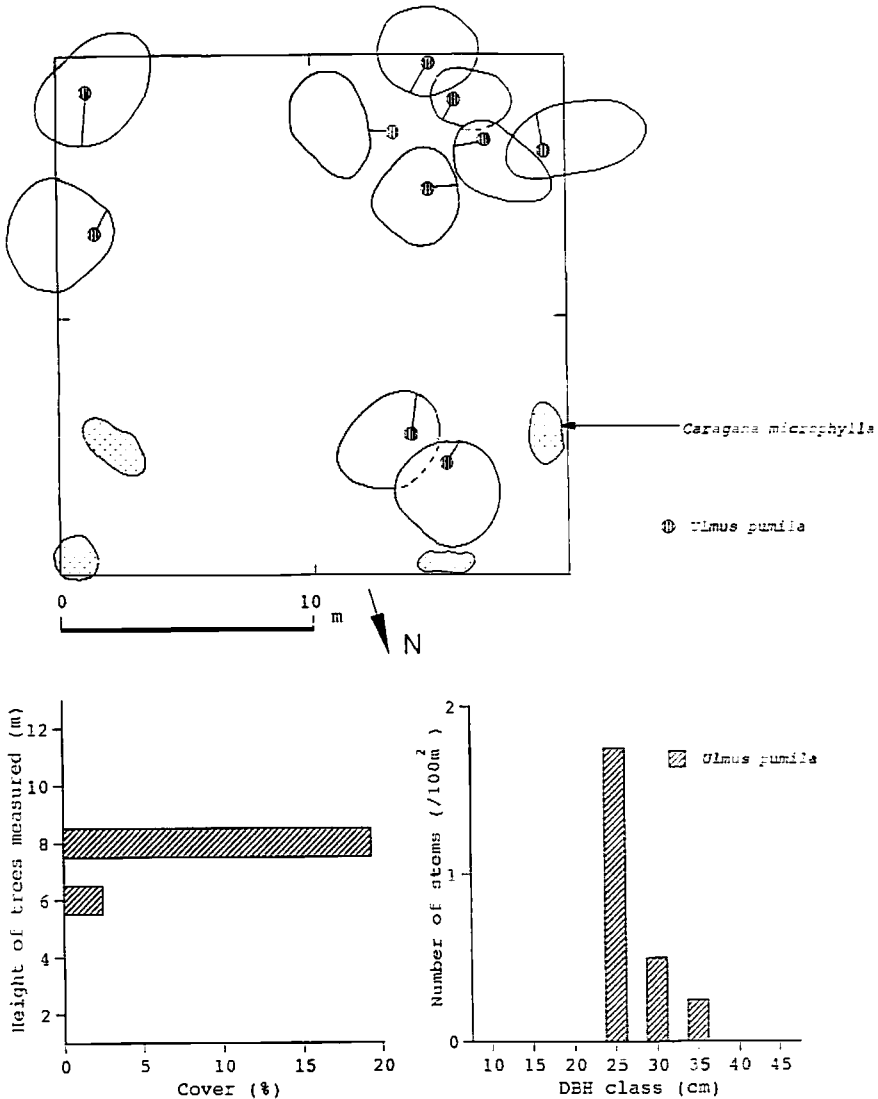 Caragana microphylla
Ulmus pumila
0
10
m
N
Height of trees measured (m)
12
10
8
6
4
2
0
5
10
15
20
Cover (%)
Number of stems (/100m²)
2
1
0
Ulmus pumila
10
15
20
25
30
35
40
45
DBH class (cm)